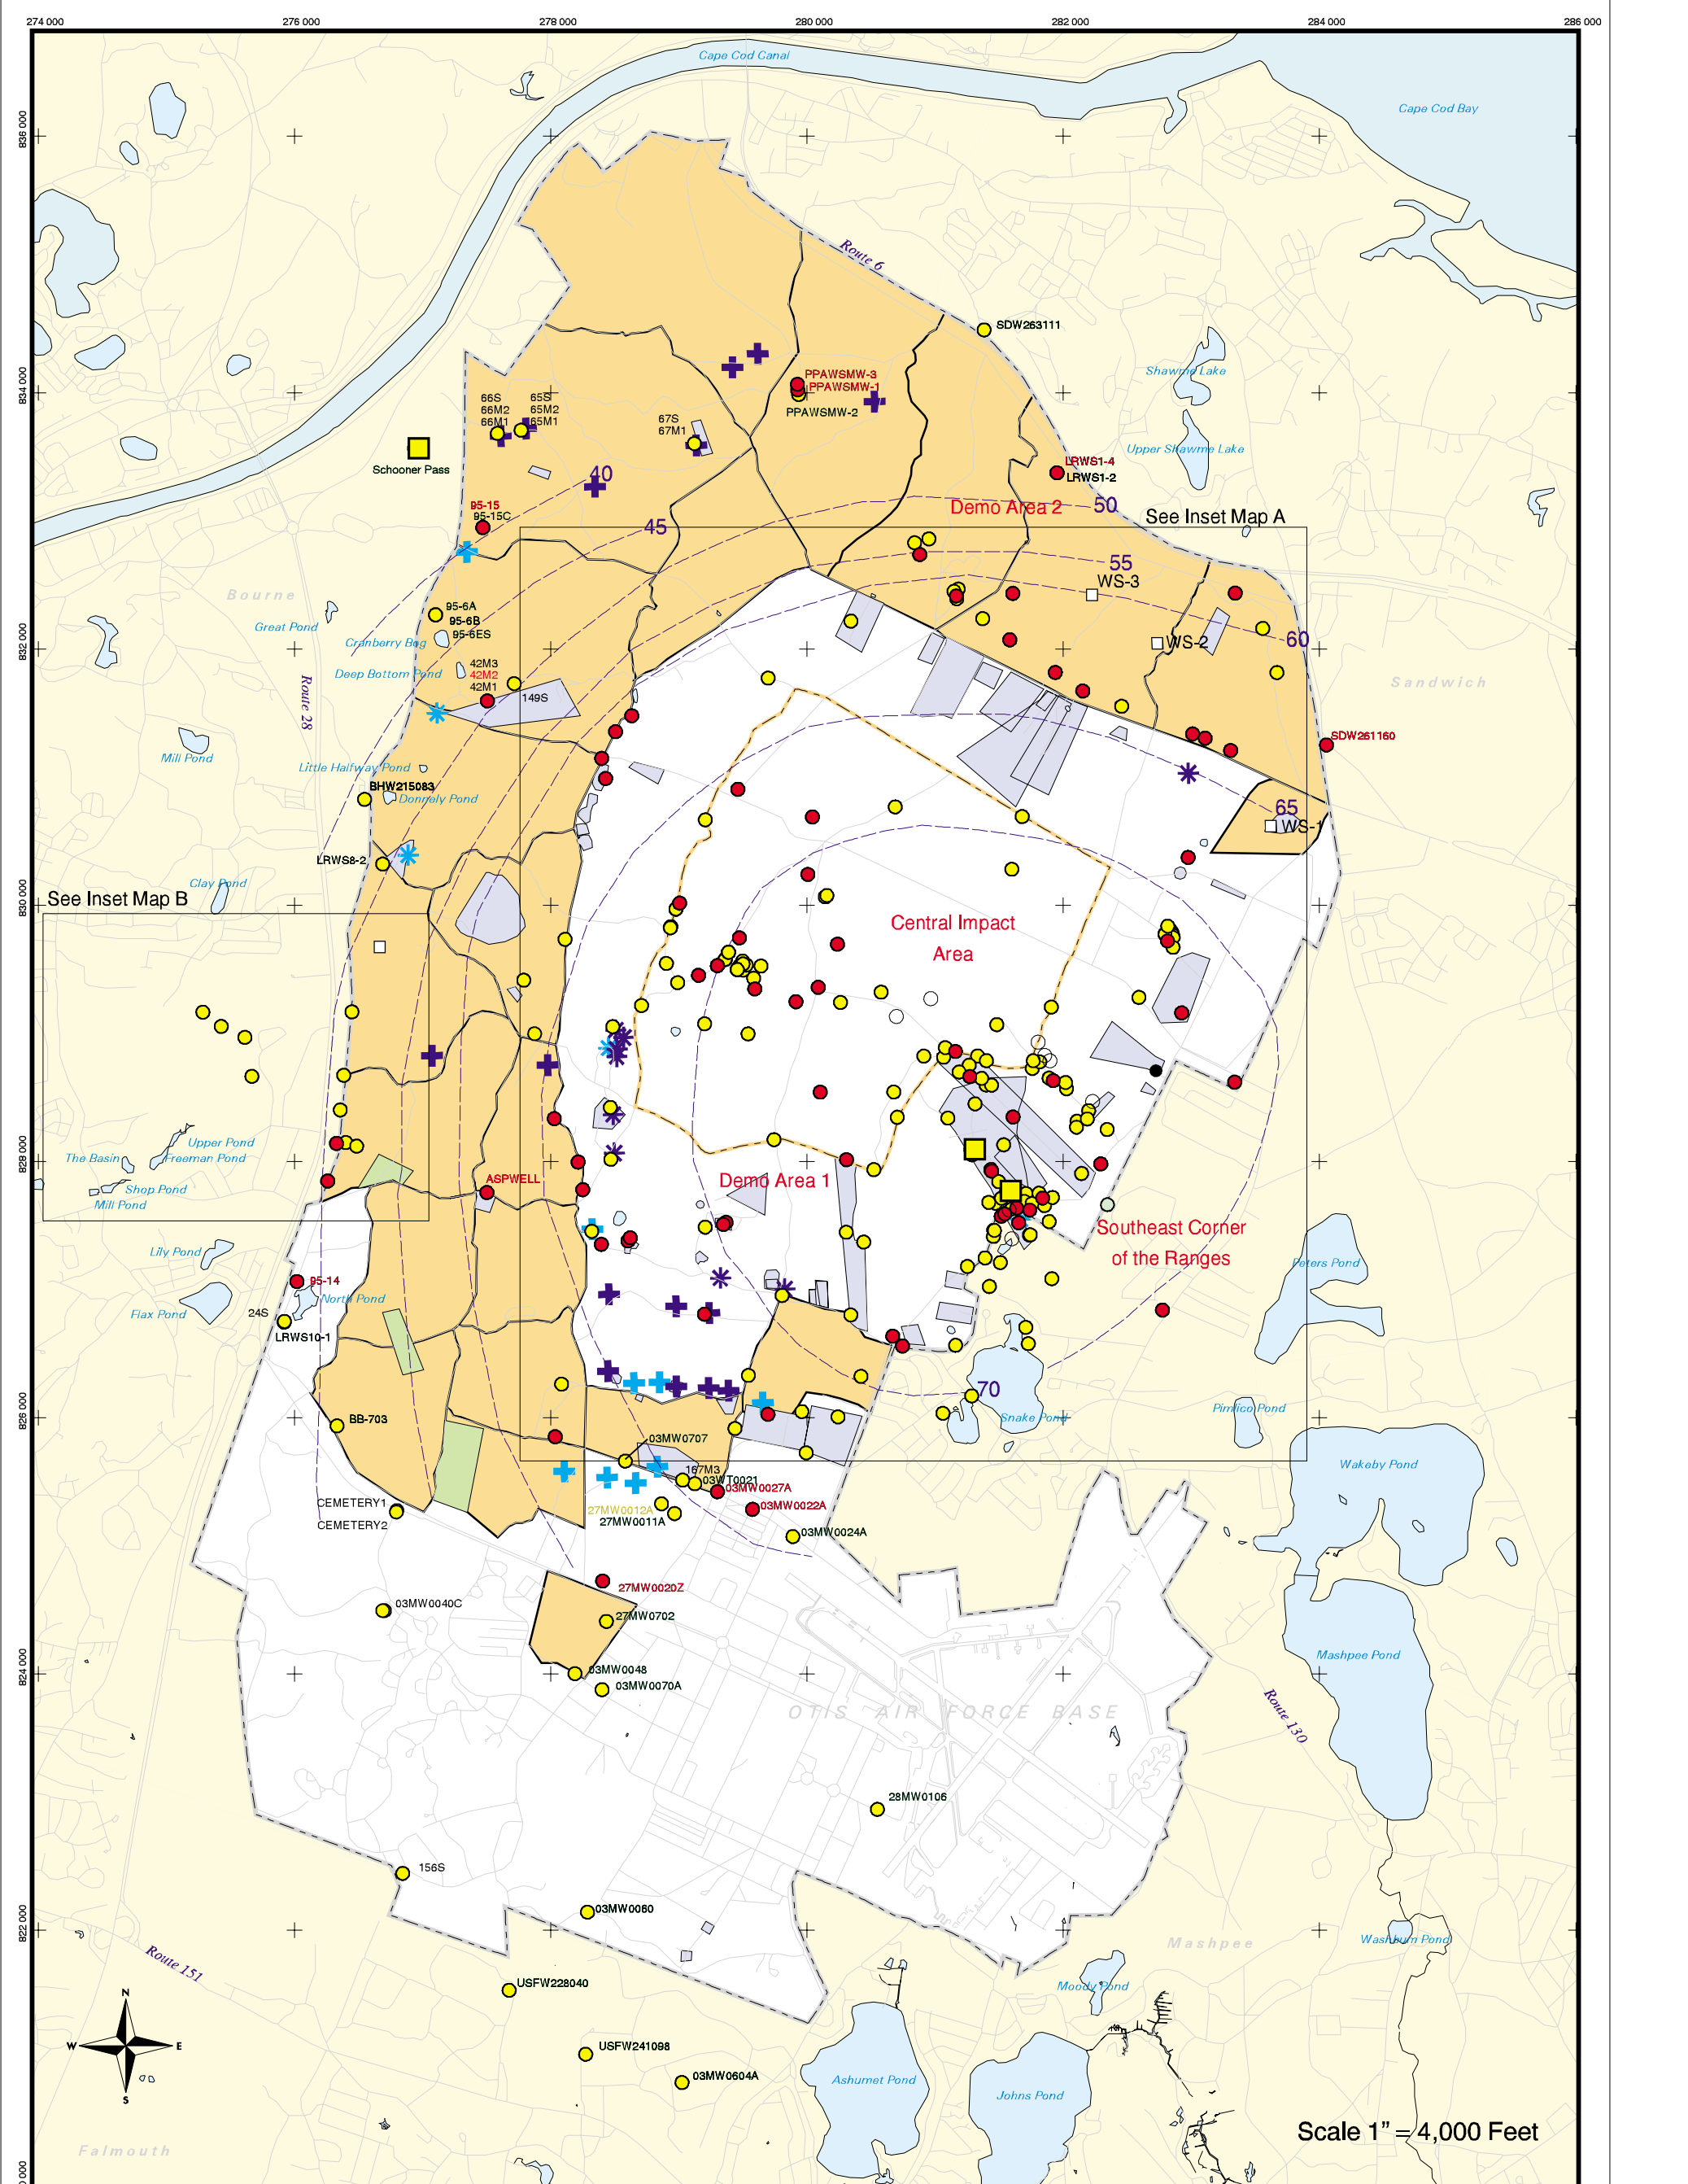 274 000
276 000
278 000
280 000
282 000
284 000
286 000
Cape Cod Canal
Cape Cod Bay
836 000
Route 6
SDW263111
Shawme Lake
834 000
PPAWSMW-3
PPAWSMW-1
PPAWSMW-2
66S
66M2
66M1
65S
65M2
65M1
67S
67M1
Schooner Pass
Upper Shawme Lake
LRWS1-4
LRWS1-2
40
95-15
95-15C
45
Demo Area 2
50
See Inset Map A
55
WS-3
Bourne
Great Pond
95-6A
95-6B
95-6ES
Cranberry Bog
832 000
WS-2
60
42M3
42M2
42M1
Deep Bottom Pond
149S
Sandwich
Route 28
SDW261160
Mill Pond
Little Halfway Pond
BHW215083
Donnely Pond
65
WS-1
LRWS8-2
Clay Pond
See Inset Map B
830 000
Central Impact
Area
828 000
The Basin
Upper Pond
Freeman Pond
Shop Pond
Mill Pond
ASPWELL
Demo Area 1
Southeast Corner
of the Ranges
Lily Pond
Peters Pond
95-14
North Pond
Flax Pond
24S
LRWS10-1
70
826 000
BB-703
Snake Pond
Pimlico Pond
03MW0707
Wakeby Pond
167M3
03WT0021
03MW0027A
CEMETERY1
CEMETERY2
27MW0012A
27MW0011A
03MW0022A
03MW0024A
27MW0020Z
03MW0040C
27MW0702
824 000
03MW0048
03MW0070A
Mashpee Pond
OTIS AIR FORCE BASE
Route 130
28MW0106
156S
822 000
03MW0060
Mashpee
Washburn Pond
Route 151
USFW228040
Moody Pond
N
W
E
S
USFW241098
03MW0604A
Ashumet Pond
Johns Pond
Scale 1" = 4,000 Feet
Falmouth